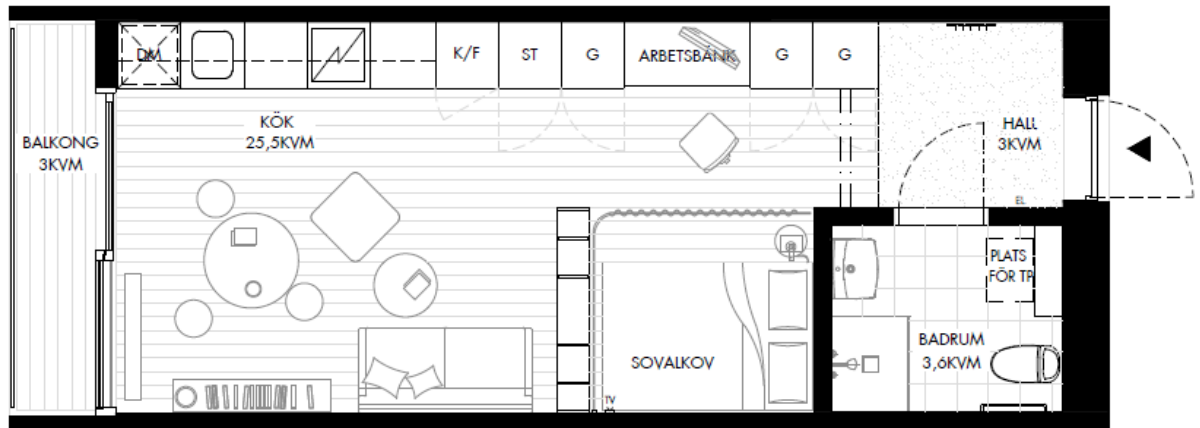 DM
K/F
ST
G
ARBETSBÄNK
G
G
BALKONG
3KVM
KÖK
25,5KVM
HALL
3KVM
EL
PLATS
FÖR TP
SOVALKOV
BADRUM
3,6KVM
TV